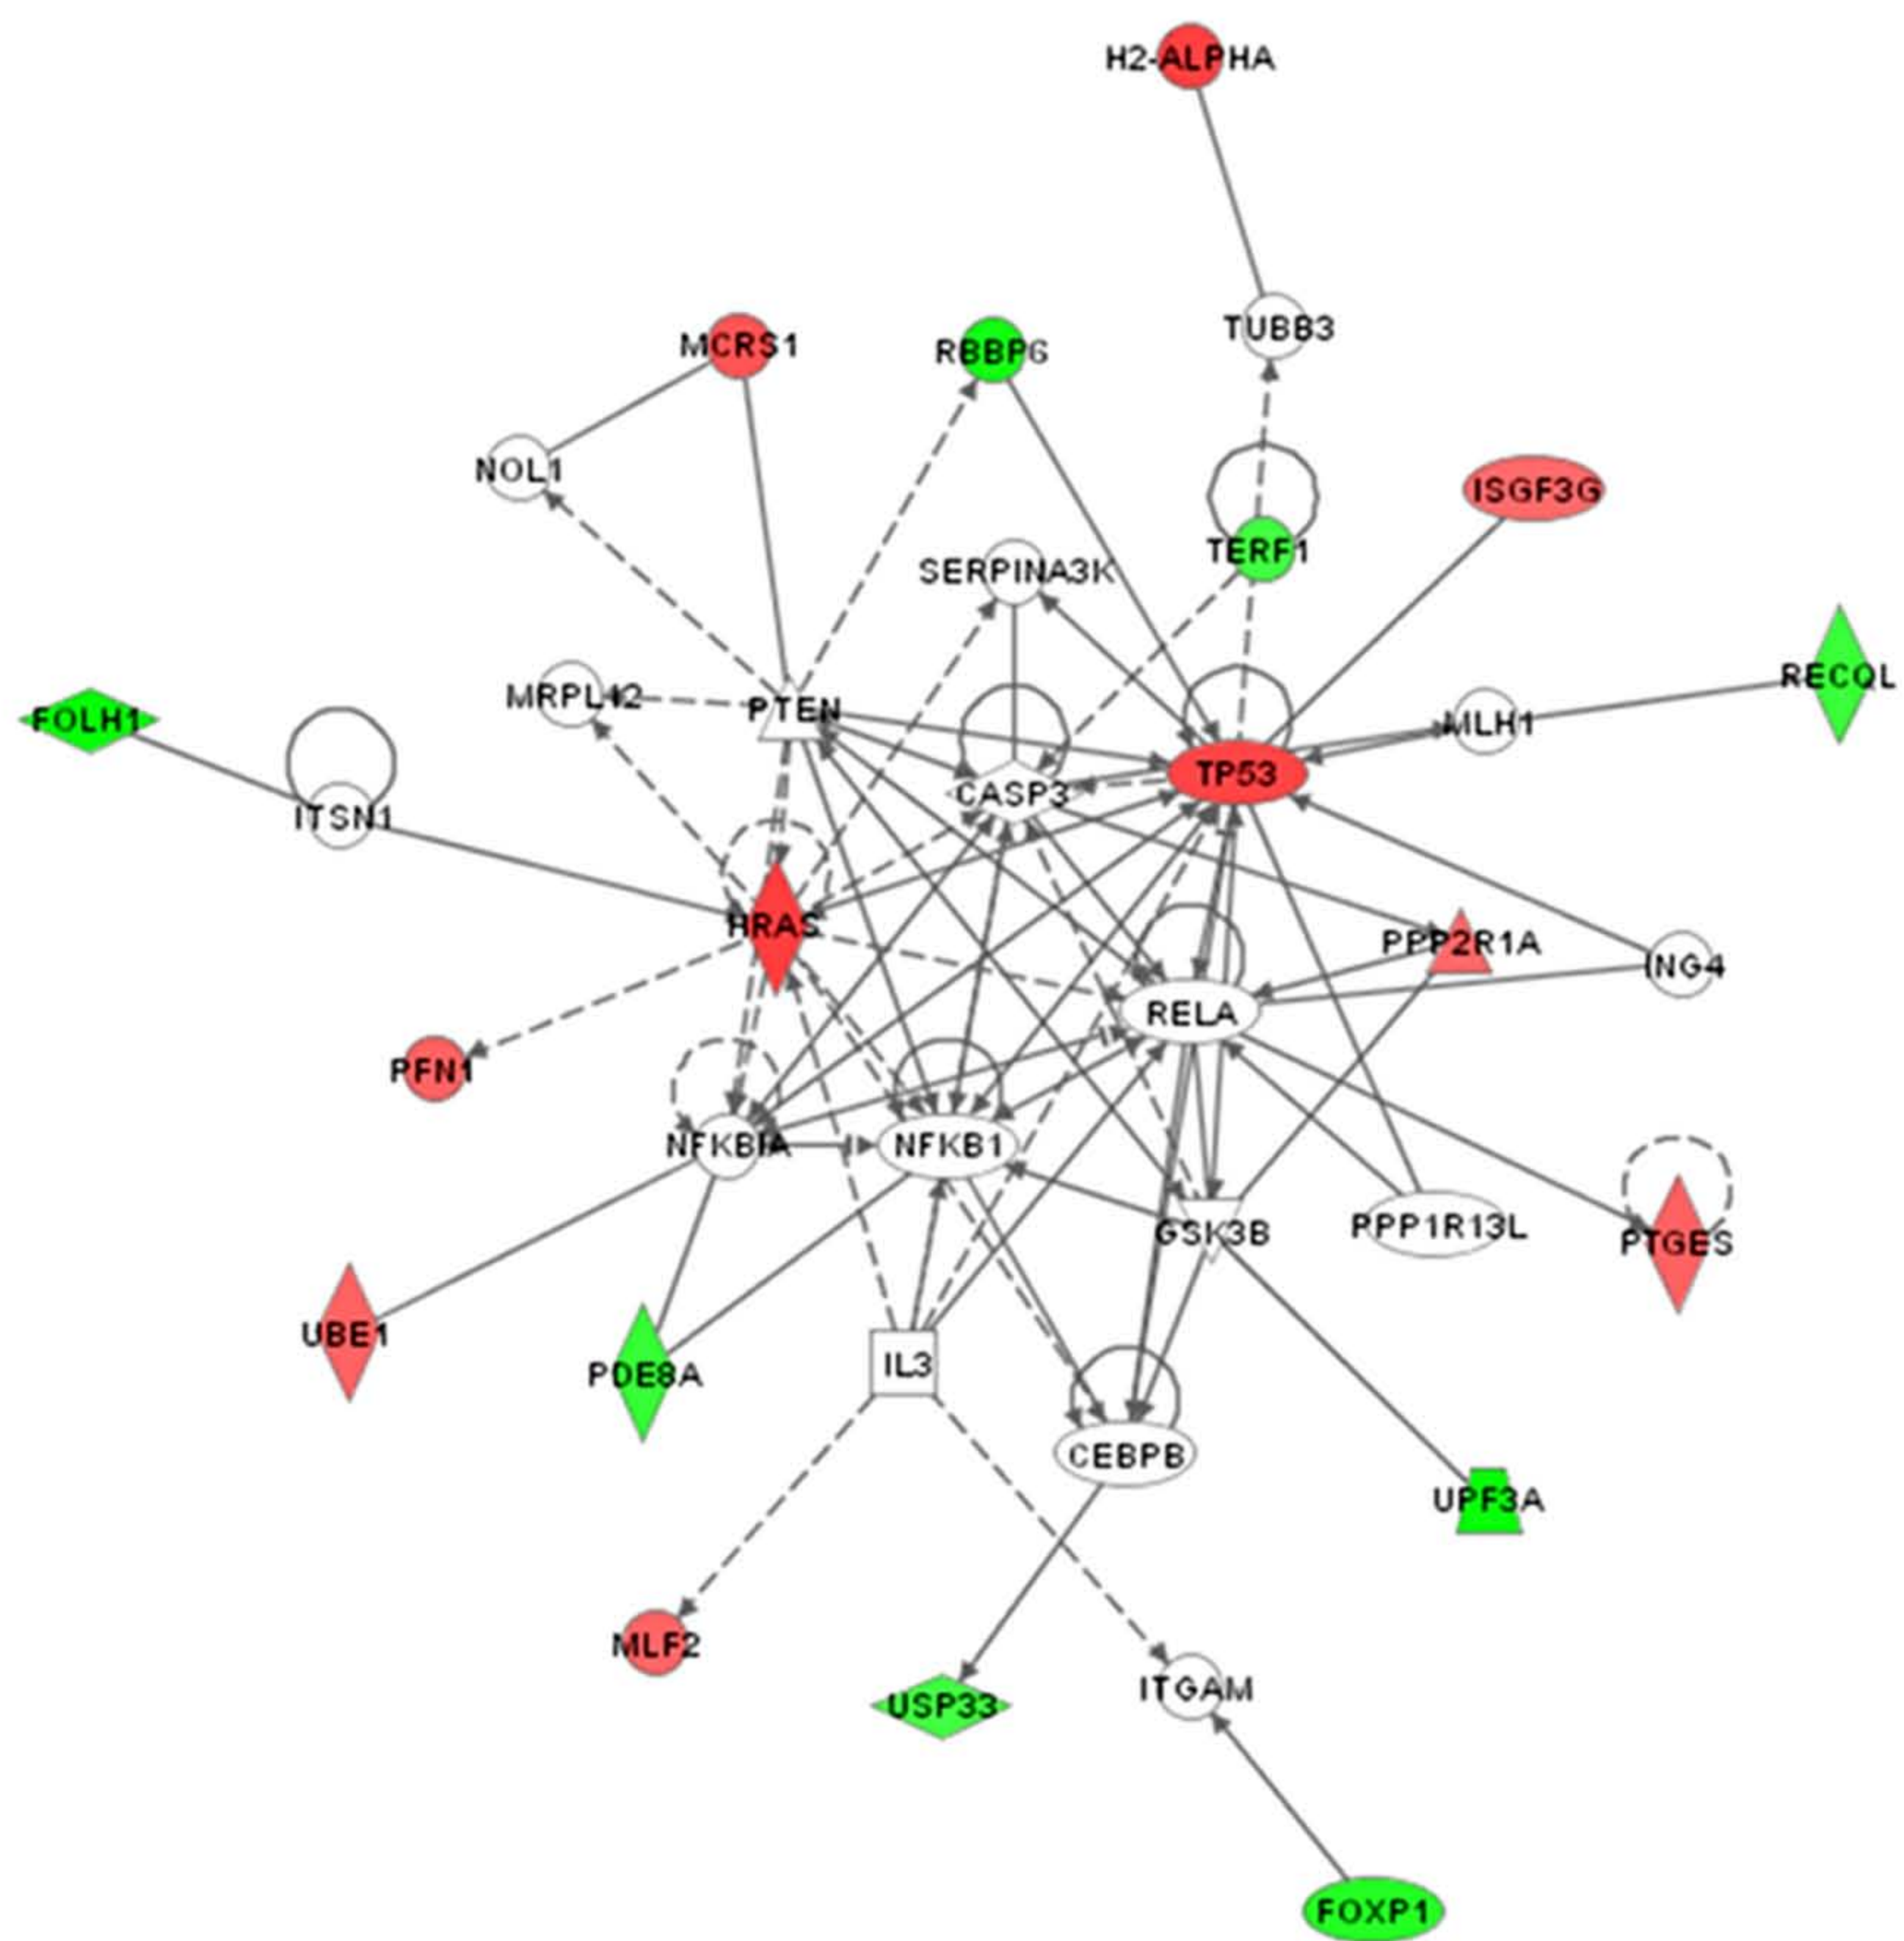 H2-ALPHA
TUBB3
MCRS1
RBBP6
NOL1
ISGF3G
TERF1
SERPINA3K
RECQL
MRPL12
PTEN
FOLH1
MLH1
TP53
CASP3
ITSN1
HRAS
PPP2R1A
ING4
RELA
PFN1
NFKBIA
NFKB1
GSK3B
PPP1R13L
PTGES
UBE1
PDE8A
IL3
CEBPB
UPF3A
MLF2
ITGAM
USP33
FOXP1